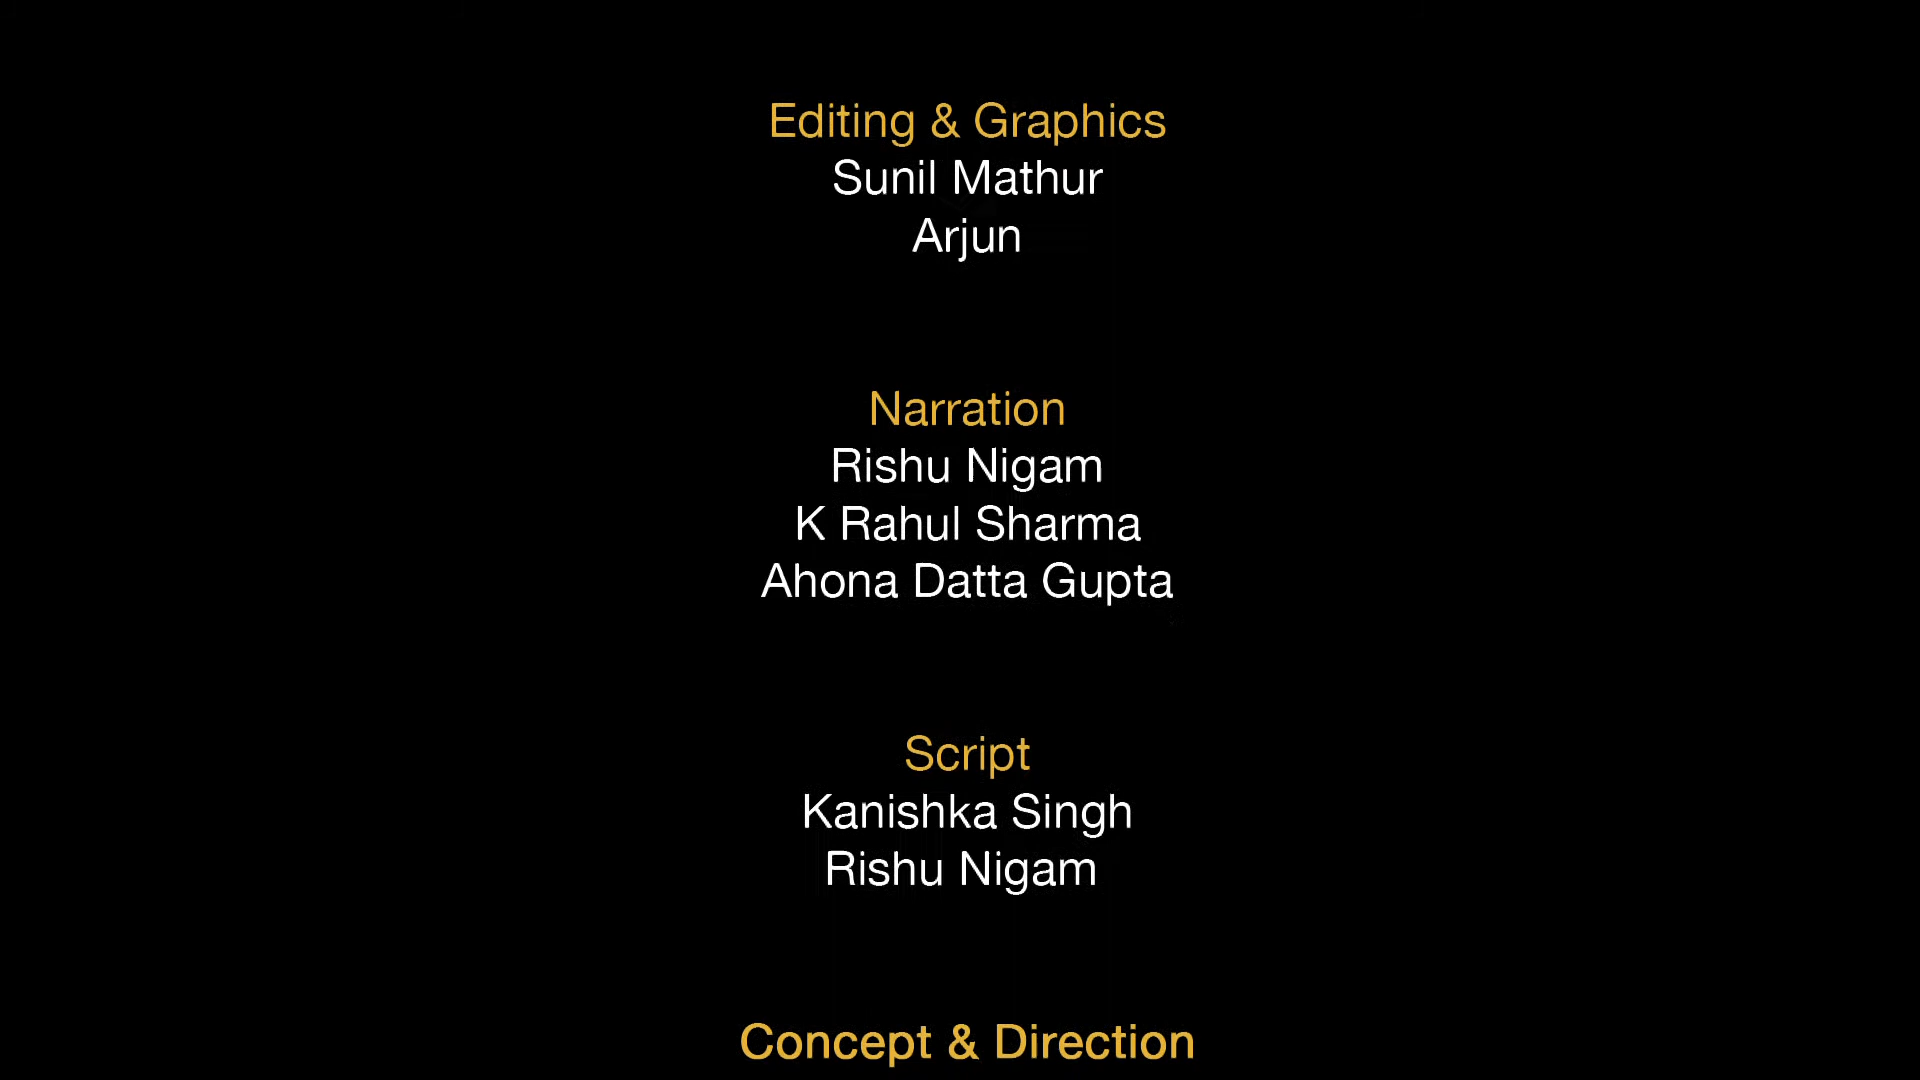 Editing & Graphics
Sunil Mathur
Arjun
Narration
Rishu Nigam
K Rahul Sharma
Ahona Datta Gupta
Script
Kanishka Singh
Rishu Nigam
Concept & Direction